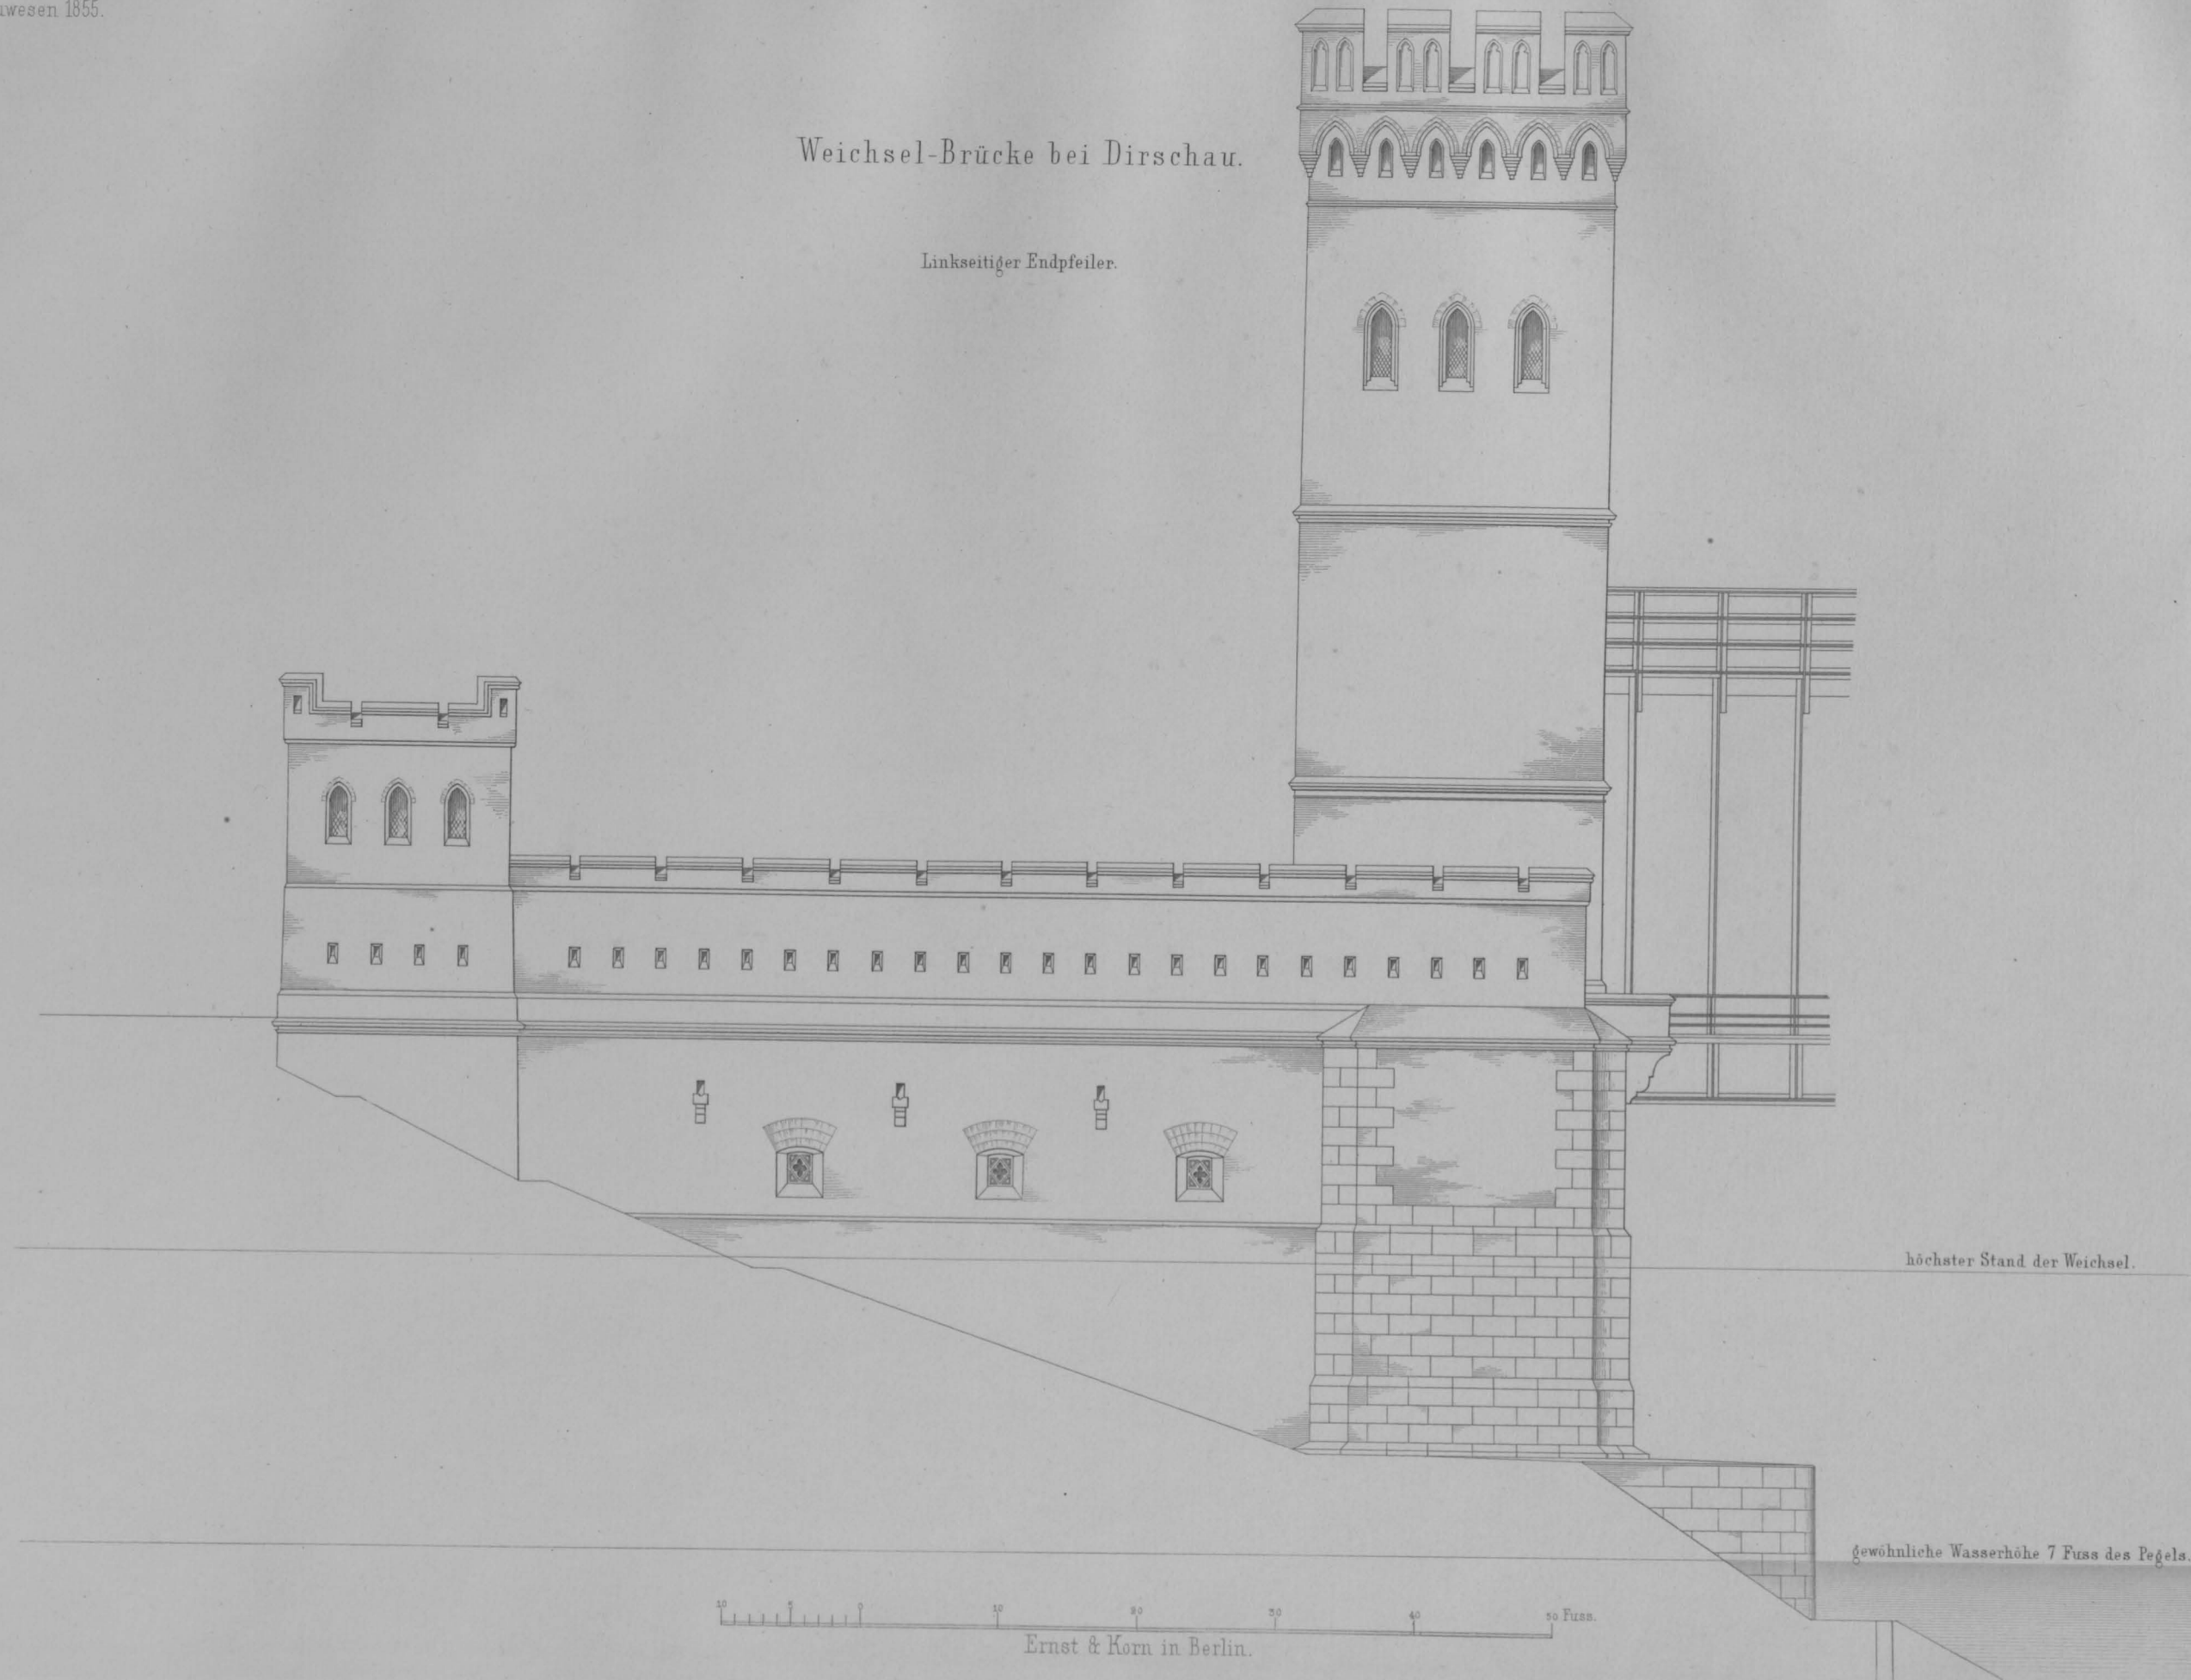 1855.
Weichsel-Brücke bei Dirschau.
Linkseitiger Endpfeiler.
höchster Stand der Weichsel.
gewöhnliche Wasserhöhe 7 Fuss des Pegels.
10 5 0 10 20 30 40 50 Fuss.
Ernst & Korn in Berlin.